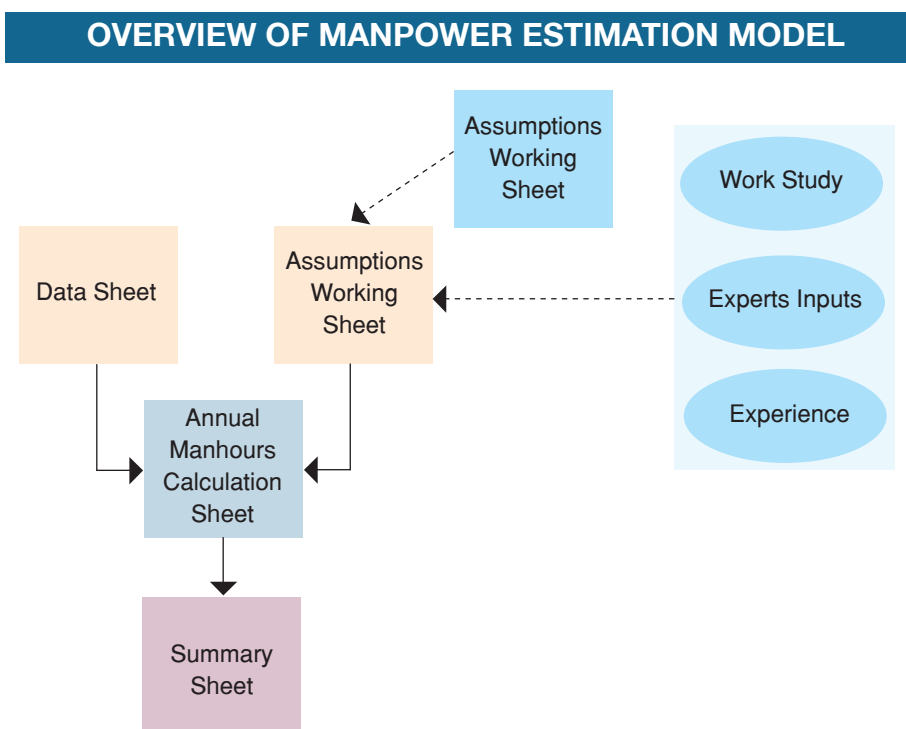 OVERVIEW OF MANPOWER ESTIMATION MODEL
Assumptions
Working
Sheet
Work Study
Data Sheet
Assumptions
Working
Sheet
Experts Inputs
Experience
Annual
Manhours
Calculation
Sheet
Summary
Sheet